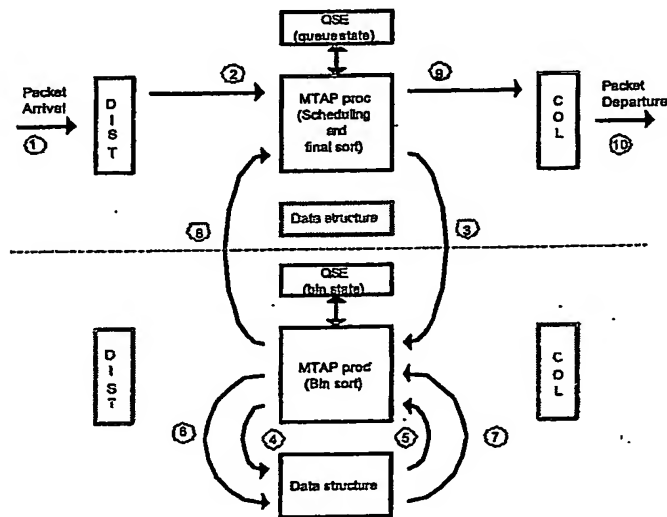 QSE
(queue state)
2
9
Packet
Arrival
1
D
I
S
T
MTAP proc
(Scheduling
and
final sort)
C
O
L
Packet
Departure
10
8
Data structure
3
QSE
(bin state)
D
I
S
T
MTAP proc
(Bin sort)
C
O
L
6
4
5
7
Data structure